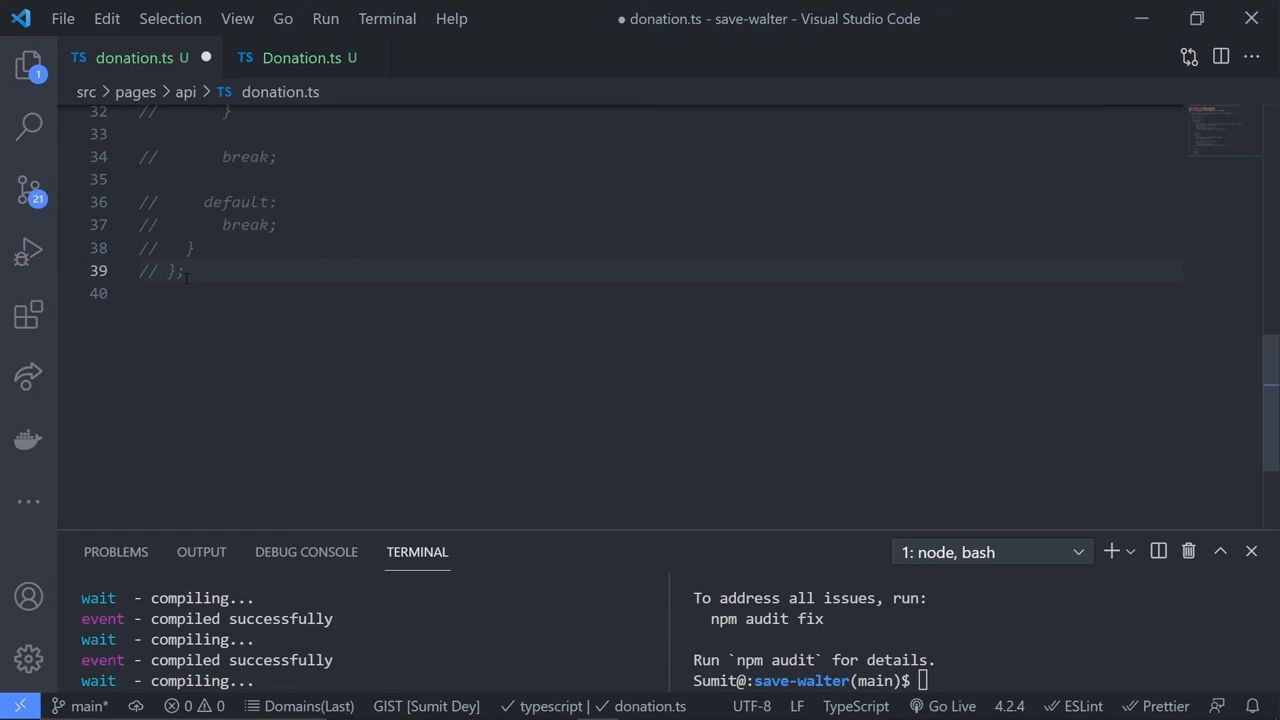 File Edit Selection View Go Run Terminal Help
● donation.ts - save-walter - Visual Studio Code
TS donation.ts U ●
TS Donation.ts U
src > pages > api > TS donation.ts
1
21
32 // }
33
34 // break;
35
36 // default:
37 // break;
38 // }
39 // };
40
PROBLEMS OUTPUT DEBUG CONSOLE TERMINAL
1: node, bash
wait - compiling...
event - compiled successfully
wait - compiling...
event - compiled successfully
wait - compiling...
To address all issues, run:
npm audit fix
Run `npm audit` for details.
Sumit@:save-walter(main)$
main* 0 0 Domains(Last) GIST [Sumit Dey] ✓ typescript | ✓ donation.ts UTF-8 LF TypeScript Go Live 4.2.4 ESLint Prettier